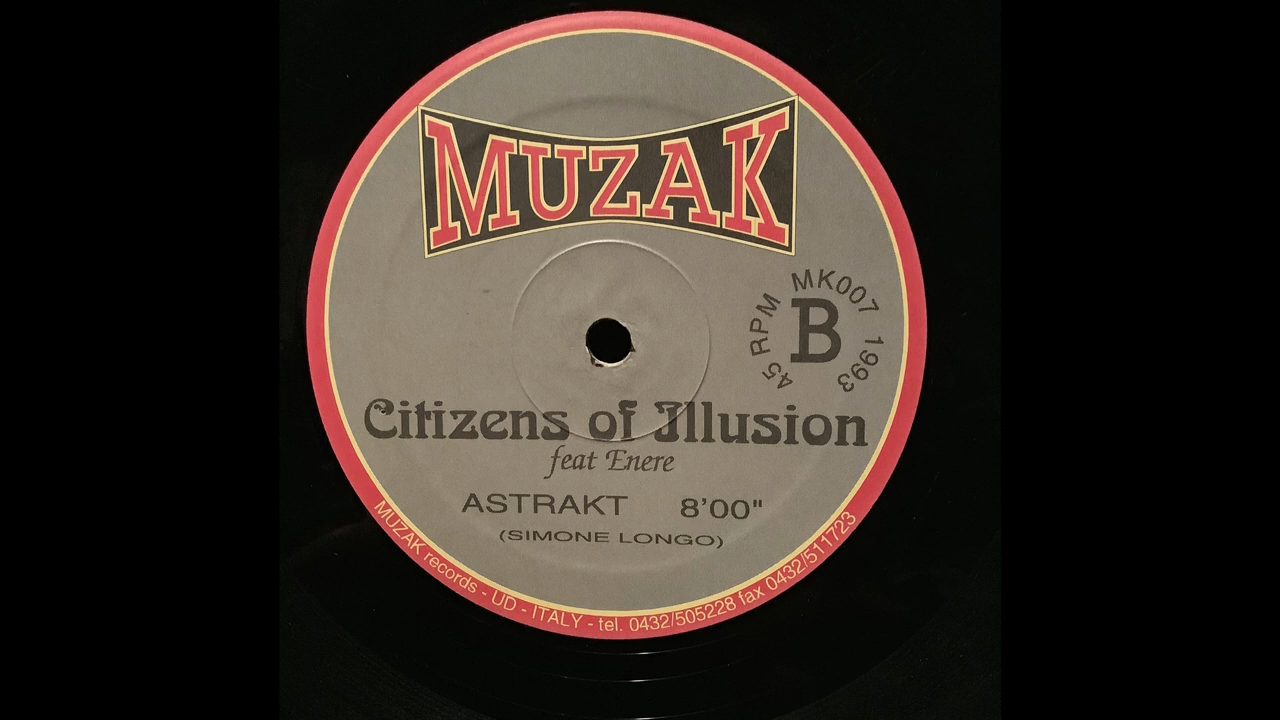 MUZAK
45 RPM MK007 1993
B
Citizens of Illusion
feat Enere
ASTRAKT 8'00"
(SIMONE LONGO)
MUZAK records - UD - ITALY - tel. 0432/505228 fax 0432/511723